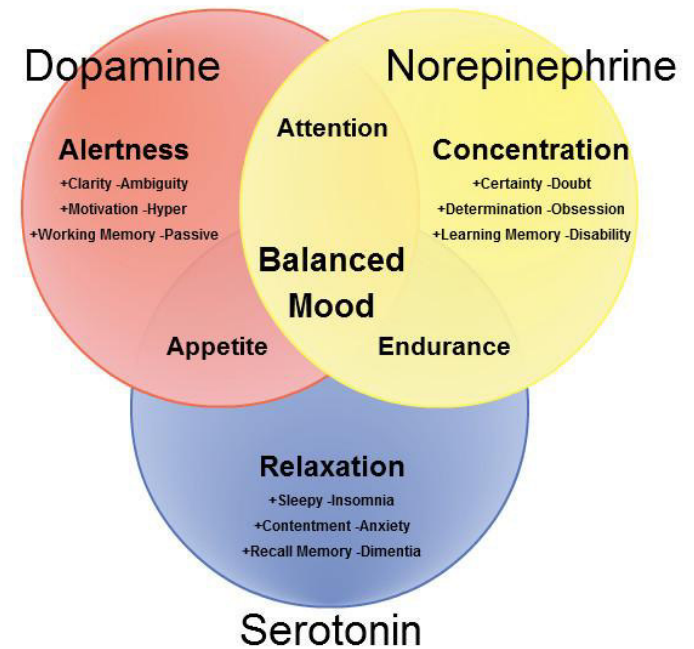 Dopamine
Norepinephrine
Attention
Alertness
+Clarity -Ambiguity
+Motivation -Hyper
+Working Memory -Passive
Concentration
+Certainty -Doubt
+Determination -Obsession
+Learning Memory -Disability
Balanced
Mood
Appetite
Endurance
Relaxation
+Sleepy -Insomnia
+Contentment -Anxiety
+Recall Memory -Dimentia
Serotonin